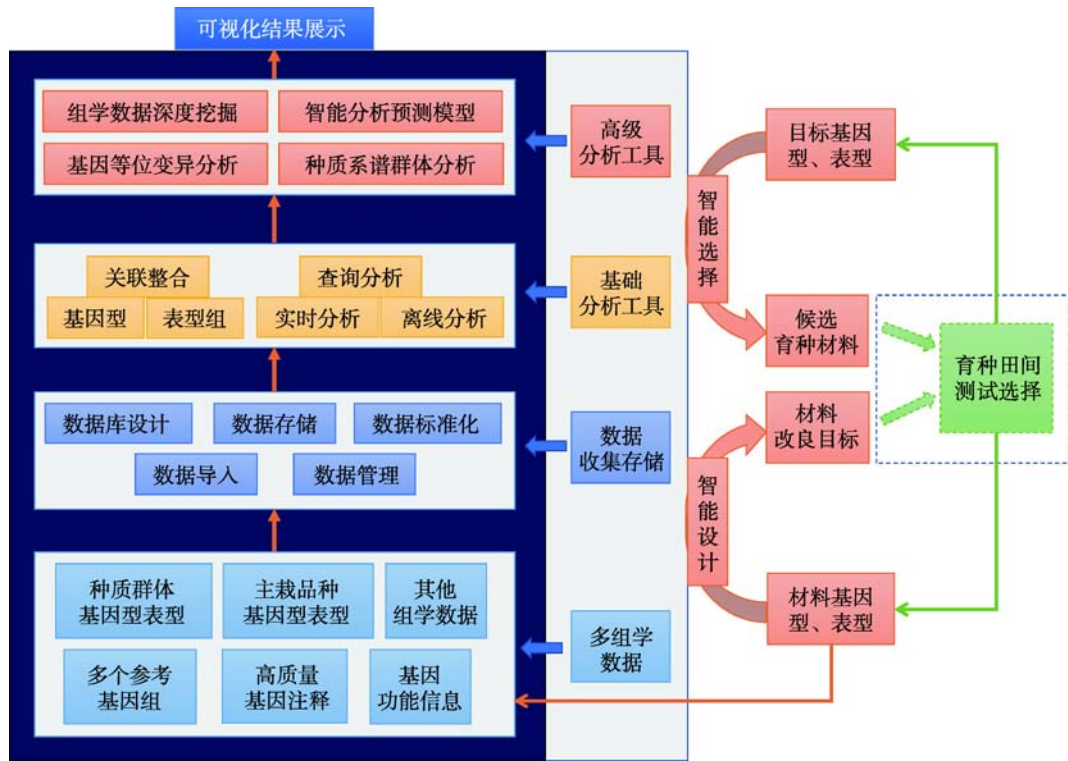 可视化结果展示
组学数据深度挖掘
智能分析预测模型
基因等位变异分析
种质系谱群体分析
高级
分析工具
关联整合
基因型
表型组
查询分析
实时分析
离线分析
基础
分析工具
数据库设计
数据存储
数据标准化
数据导入
数据管理
数据
收集存储
种质群体
基因型表型
主栽品种
基因型表型
其他
组学数据
多个参考
基因组
高质量
基因注释
基因
功能信息
多组学
数据
智能选择
智能设计
目标基因
型、表型
候选
育种材料
材料
改良目标
材料基因
型、表型
育种田间
测试选择